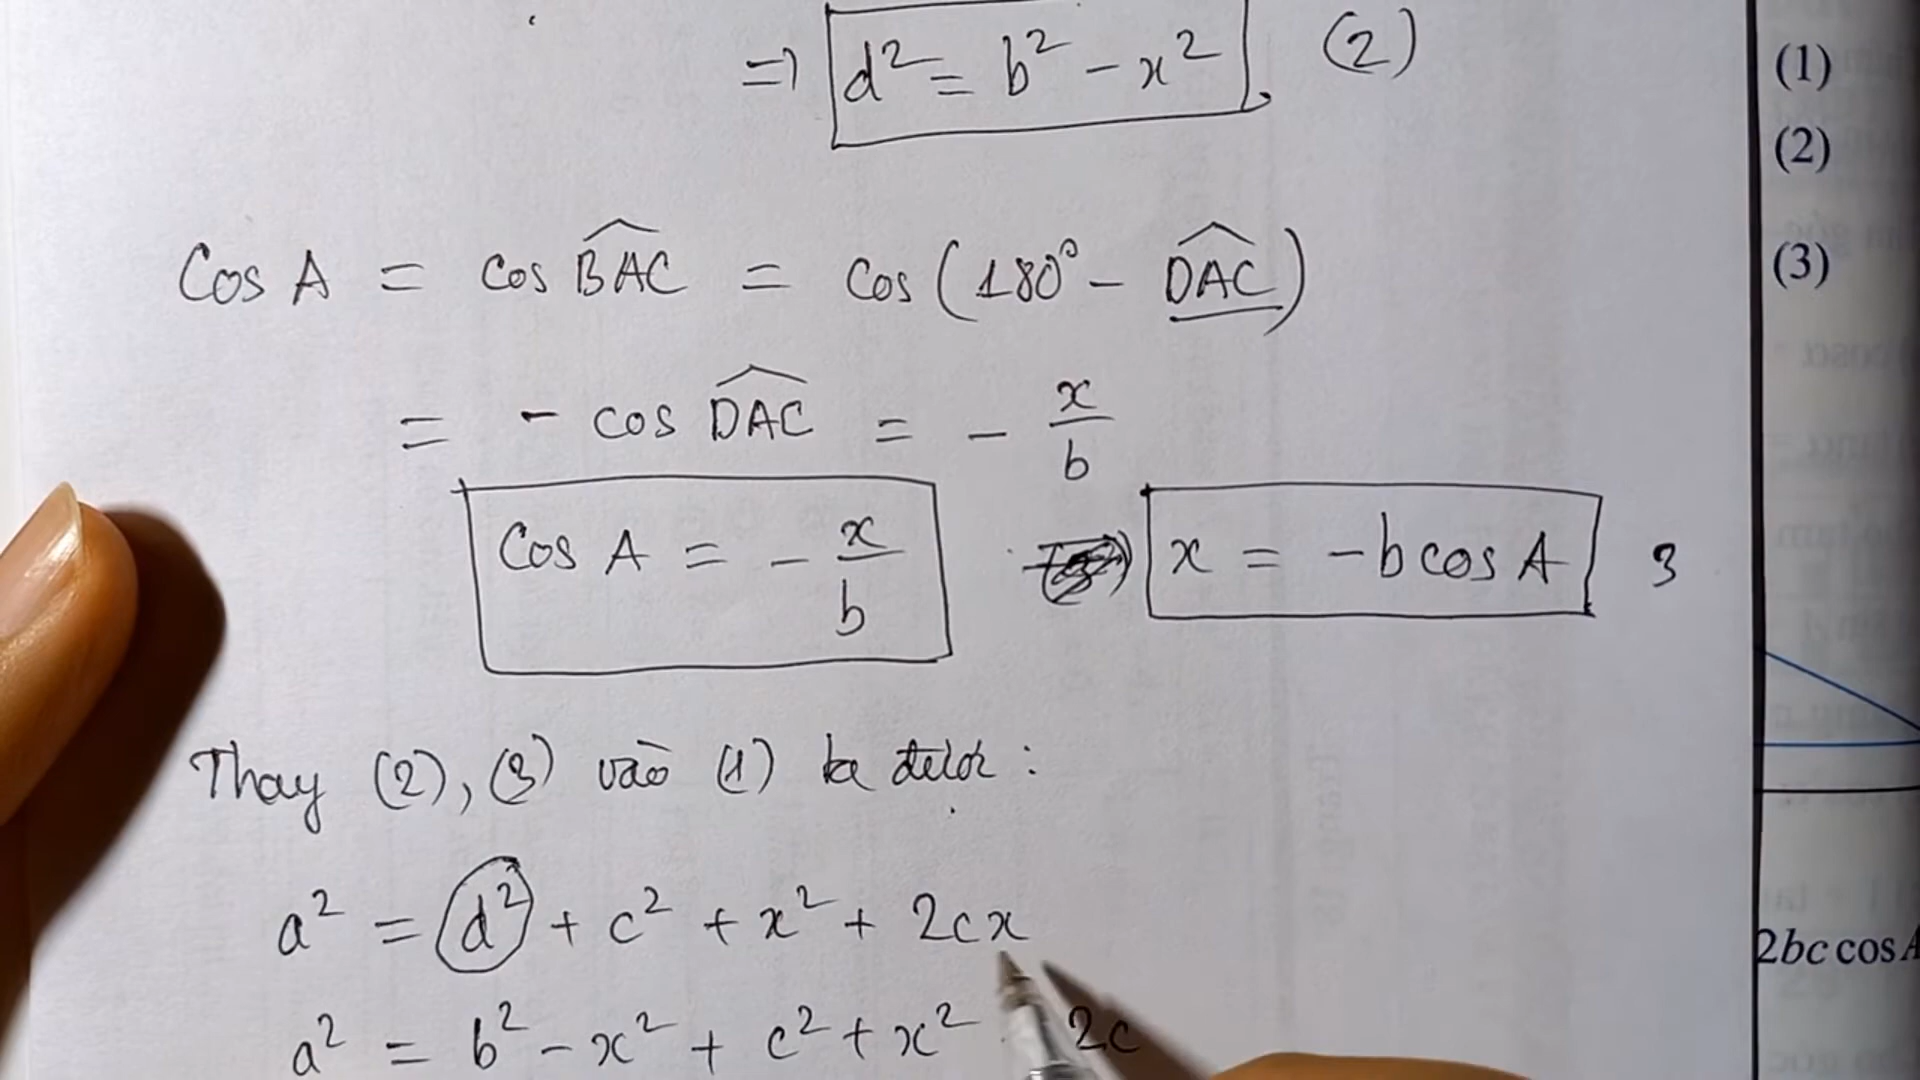 => d² = b² - x². (2)
Cos A = cos BAC = cos (180° - DAC)
= - cos DAC = - x/b
Cos A = - x/b
x = -b cos A 3
Thay (2), (3) vào (1) ta được :
a² = d² + c² + x² + 2cx
a² = b² - x² + c² + x² 2c
(1)
(2)
(3)
2bc cos A